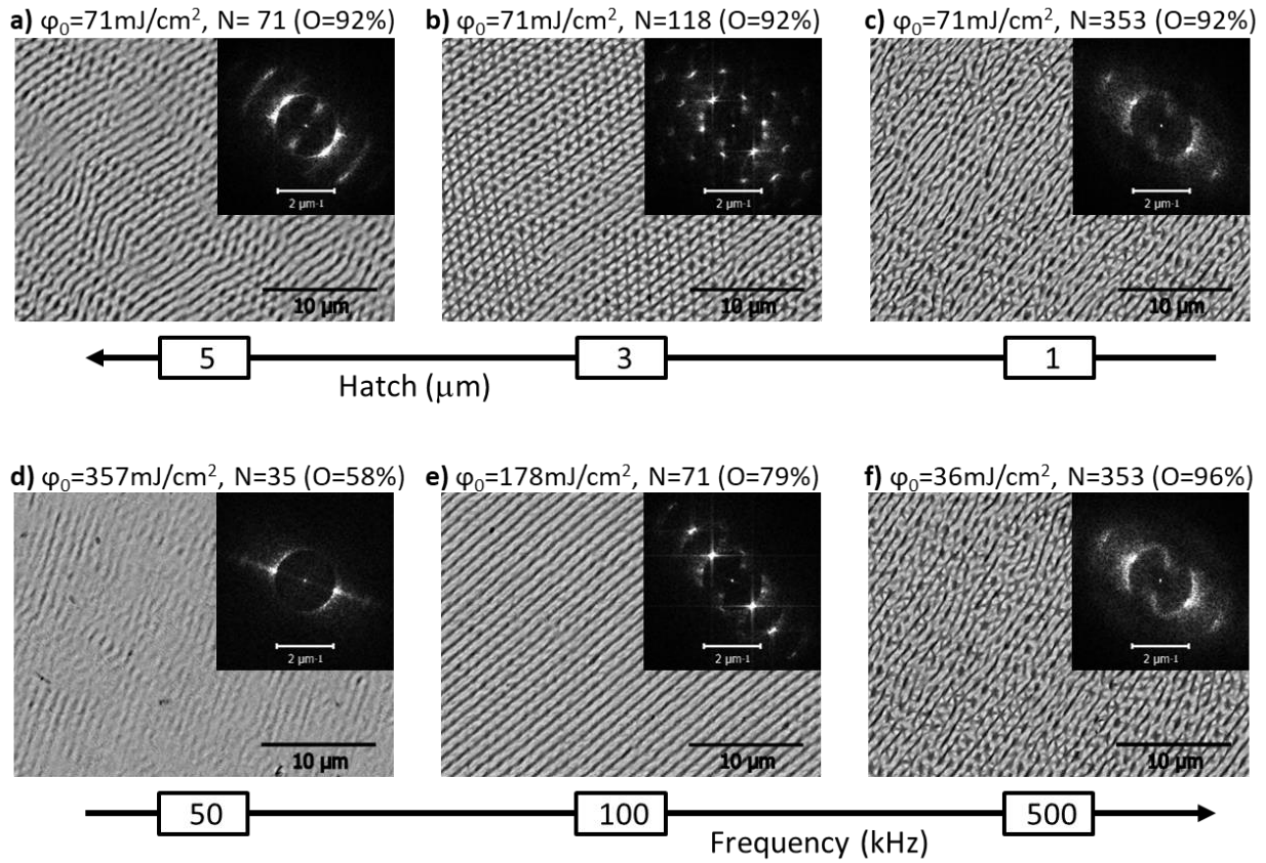 a) φ₀=71mJ/cm², N= 71 (O=92%)
b) φ₀=71mJ/cm², N=118 (O=92%)
c) φ₀=71mJ/cm², N=353 (O=92%)
2 μm-1
2 μm-1
2 μm-1
10 μm
10 μm
10 μm
5
3
1
Hatch (μm)
d) φ₀=357mJ/cm², N=35 (O=58%)
e) φ₀=178mJ/cm², N=71 (O=79%)
f) φ₀=36mJ/cm², N=353 (O=96%)
2 μm-1
2 μm-1
2 μm-1
10 μm
10 μm
10 μm
50
100
500
Frequency (kHz)